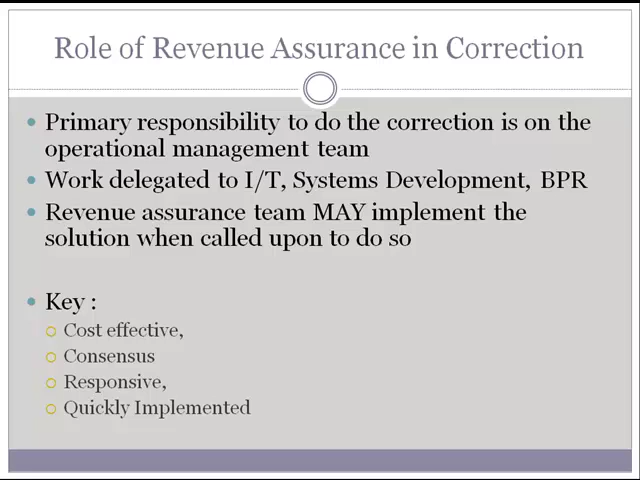 Role of Revenue Assurance in Correction
Primary responsibility to do the correction is on the
operational management team
Work delegated to I/T, Systems Development, BPR
Revenue assurance team MAY implement the
solution when called upon to do so
Key :
Cost effective,
Consensus
Responsive,
Quickly Implemented